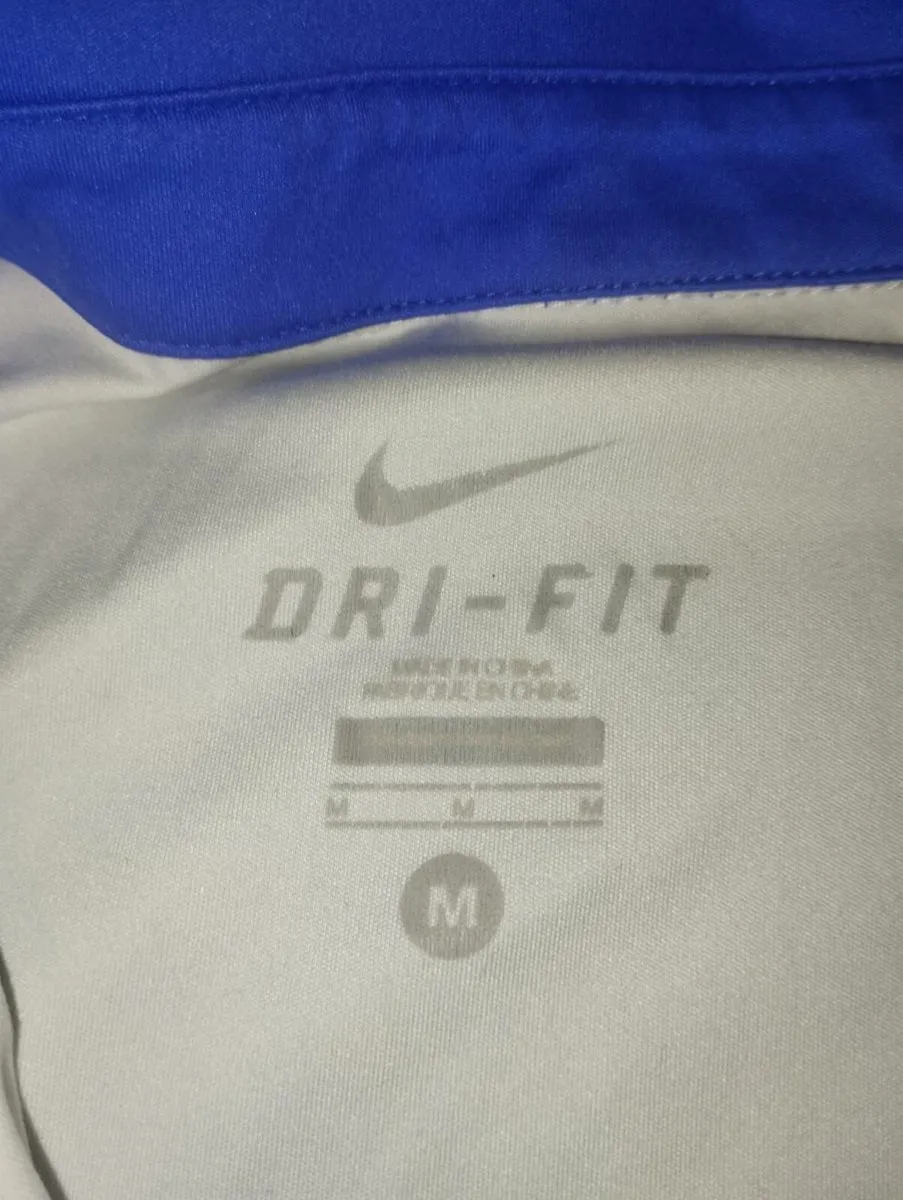 DRI-FIT
MADE IN CHINA
FABRIQUÉ EN CHINE
M M M
M